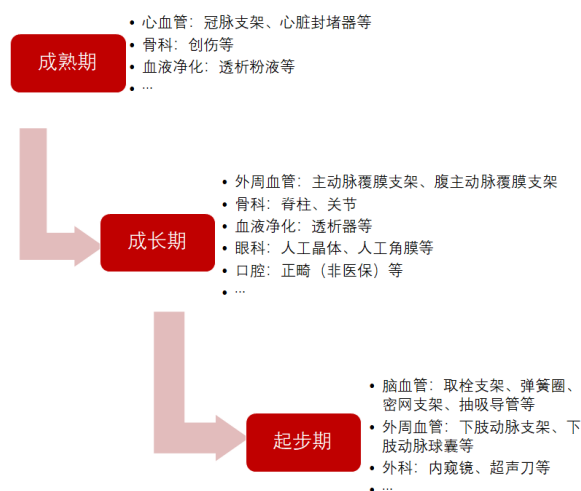 成熟期
• 心血管：冠脉支架、心脏封堵器等
• 骨科：创伤等
• 血液净化：透析粉液等
• …
成长期
• 外周血管：主动脉覆膜支架、腹主动脉覆膜支架
• 骨科：脊柱、关节
• 血液净化：透析器等
• 眼科：人工晶体、人工角膜等
• 口腔：正畸（非医保）等
• …
起步期
• 脑血管：取栓支架、弹簧圈、
密网支架、抽吸导管等
• 外周血管：下肢动脉支架、下
肢动脉球囊等
• 外科：内窥镜、超声刀等
• …